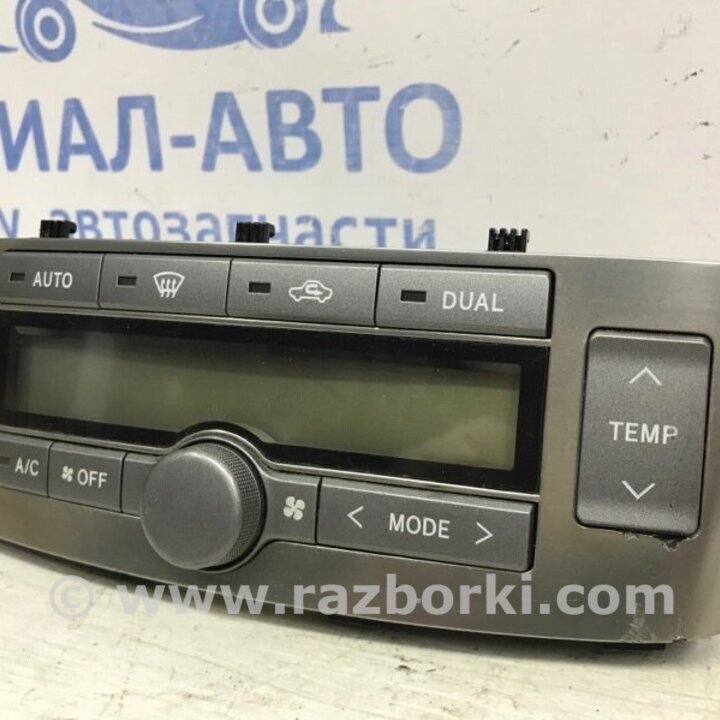 ИАЛ-АВТО
у автозапчасти
AUTO
DUAL
TEMP
A/C
OFF
< MODE >
© www.razborki.com